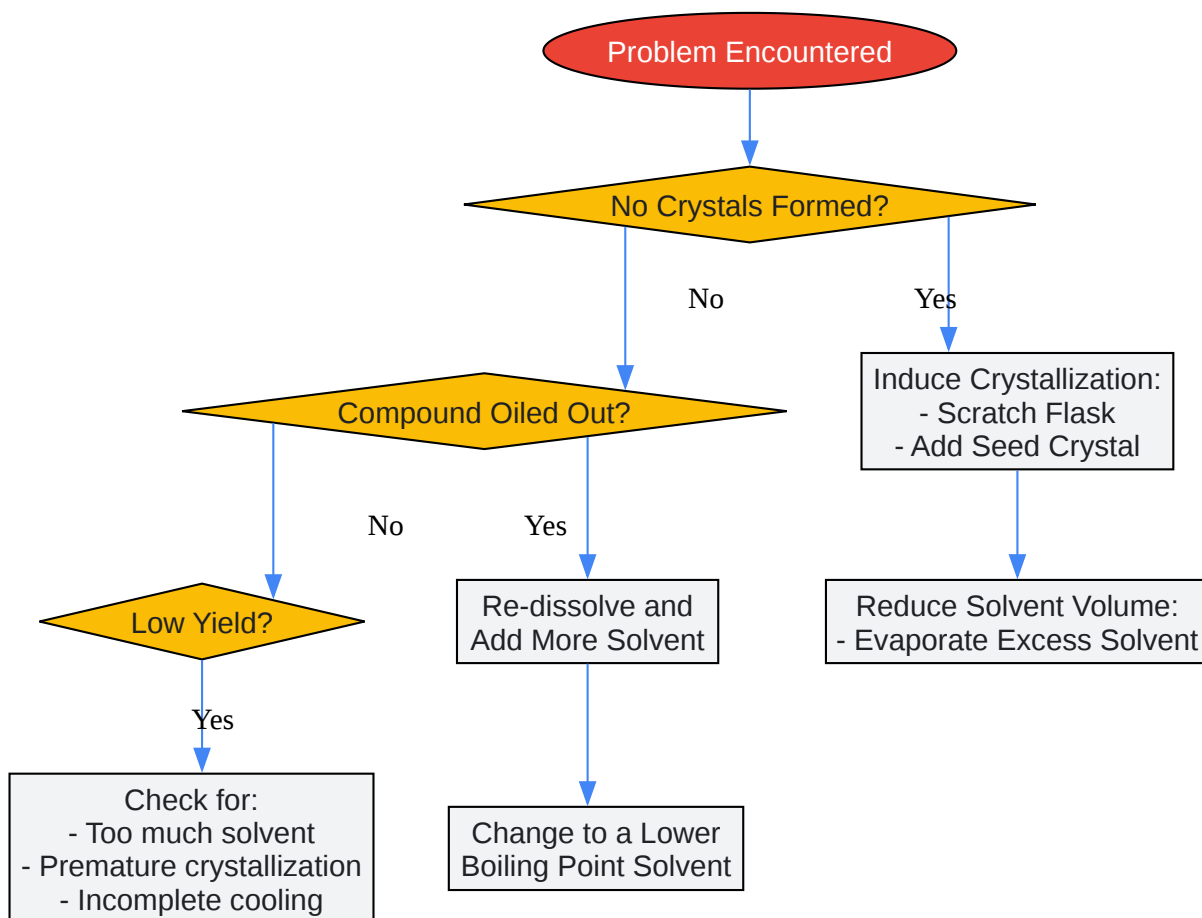 Problem Encountered
No Crystals Formed?
No
Yes
Induce Crystallization:
- Scratch Flask
- Add Seed Crystal
Compound Oiled Out?
No
Yes
Reduce Solvent Volume:
- Evaporate Excess Solvent
Low Yield?
Re-dissolve and
Add More Solvent
Yes
Check for:
- Too much solvent
- Premature crystallization
- Incomplete cooling
Change to a Lower
Boiling Point Solvent